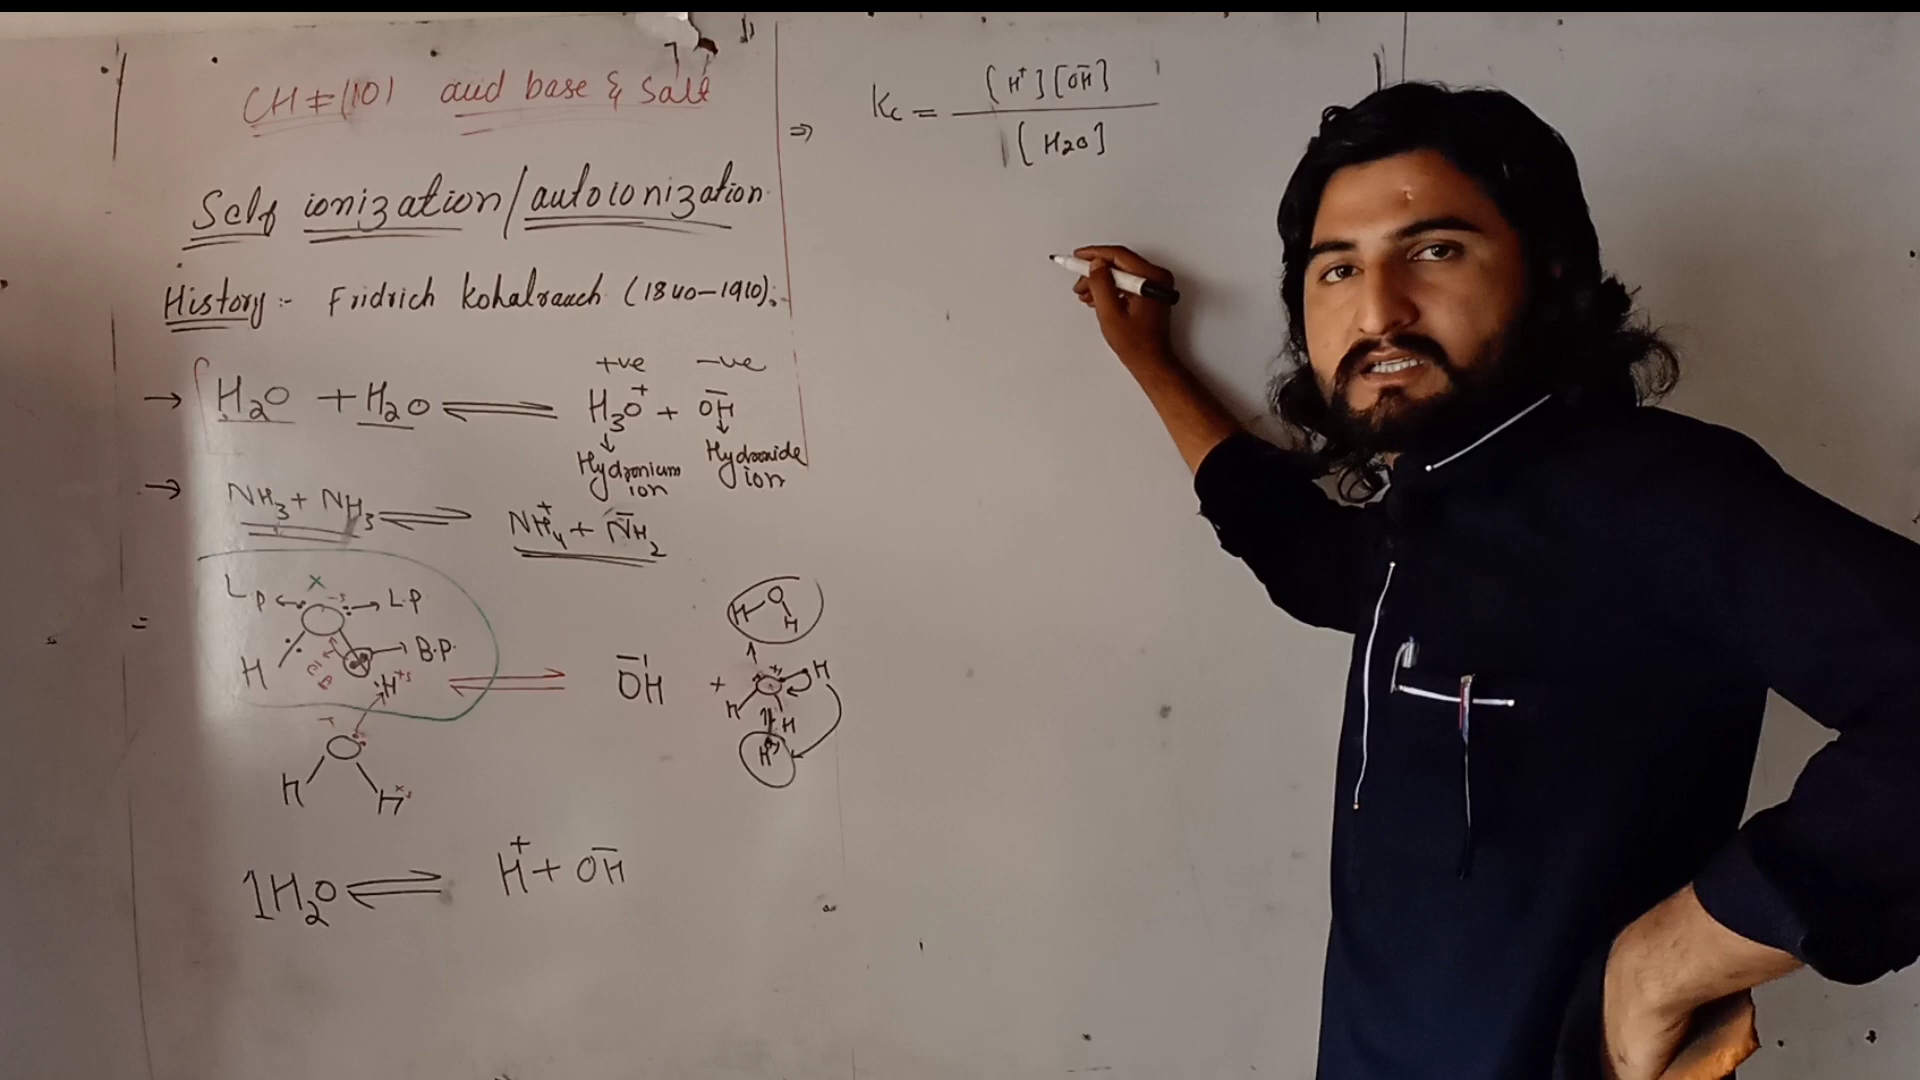 CH#(10) acid base & Salt
Self ionization/autoionization
History:- Fridrich Kohalrauch (1840-1910).
+ve -ve
→ H₂O + H₂O ⇌ H₃O⁺ + OH⁻
↓ ↓
Hydronium ion Hydroxide ion
→ NH₃ + NH₃ ⇌ NH₄⁺ + NH₂⁻
L.P ← → L.P
H → B.P.
H⁺ᵟ
⇌ OH⁻ +
H O H
H H H
H⁺
H H
1H₂O ⇌ H⁺ + OH⁻
⇒ Kc = [H⁺][OH⁻]
[H₂O]